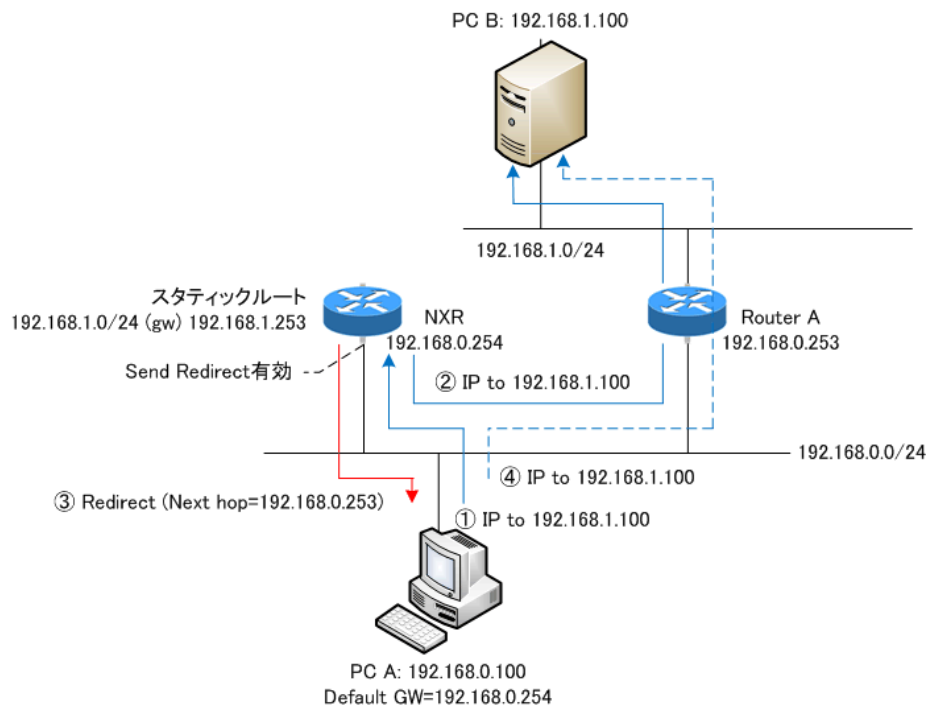 PC B: 192.168.1.100
192.168.1.0/24
スタティックルート
192.168.1.0/24 (gw) 192.168.1.253
NXR
192.168.0.254
Router A
192.168.0.253
Send Redirect有効
② IP to 192.168.1.100
192.168.0.0/24
④ IP to 192.168.1.100
③ Redirect (Next hop=192.168.0.253)
① IP to 192.168.1.100
PC A: 192.168.0.100
Default GW=192.168.0.254